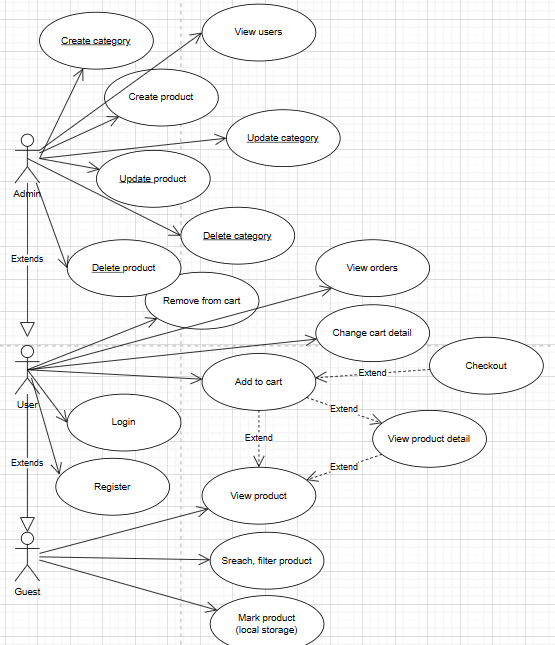 View users
Create category
Create product
Update category
Update product
Admin
Delete category
Extends
Delete product
View orders
Remove from cart
Change cart detail
Checkout
Extend
Add to cart
User
Extend
Login
Extend
View product detail
Extends
Extend
Register
View product
Sreach, filter product
Guest
Mark product
(local storage)